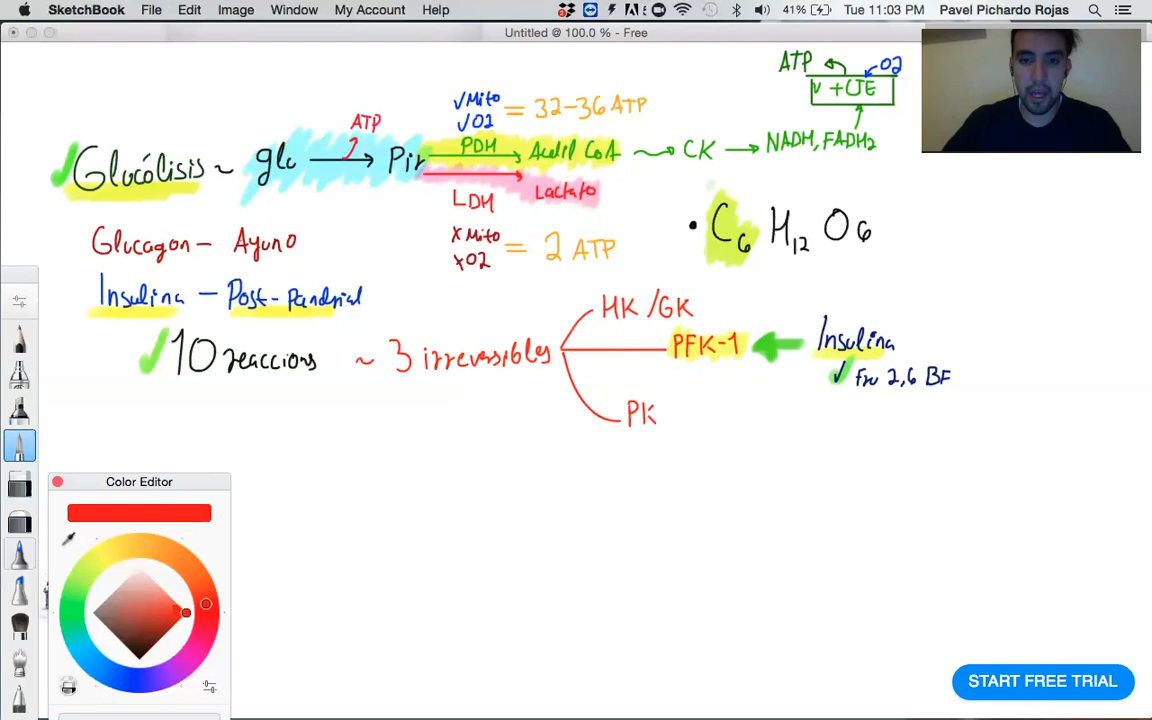 SketchBook File Edit Image Window My Account Help 41% Tue 11:03 PM Pavel Pichardo Rojas
Untitled @ 100.0 % - Free
ATP O2
+ CTE
ATP
✓Mito
✓O2
= 32-36 ATP
Glucólisis ~ glc → Pir PDH Acetil CoA → CK → NADH, FADH2
LDH Lactato
• C6 H12 O6
Glucagon - Ayuno
x Mito
x O2
= 2 ATP
Insulina - Post-pandrial
10 reaccions ~ 3 irreversibles
HK /GK
PFK-1
PK
Insulina
✓ Fru 2,6 BF
Color Editor
START FREE TRIAL